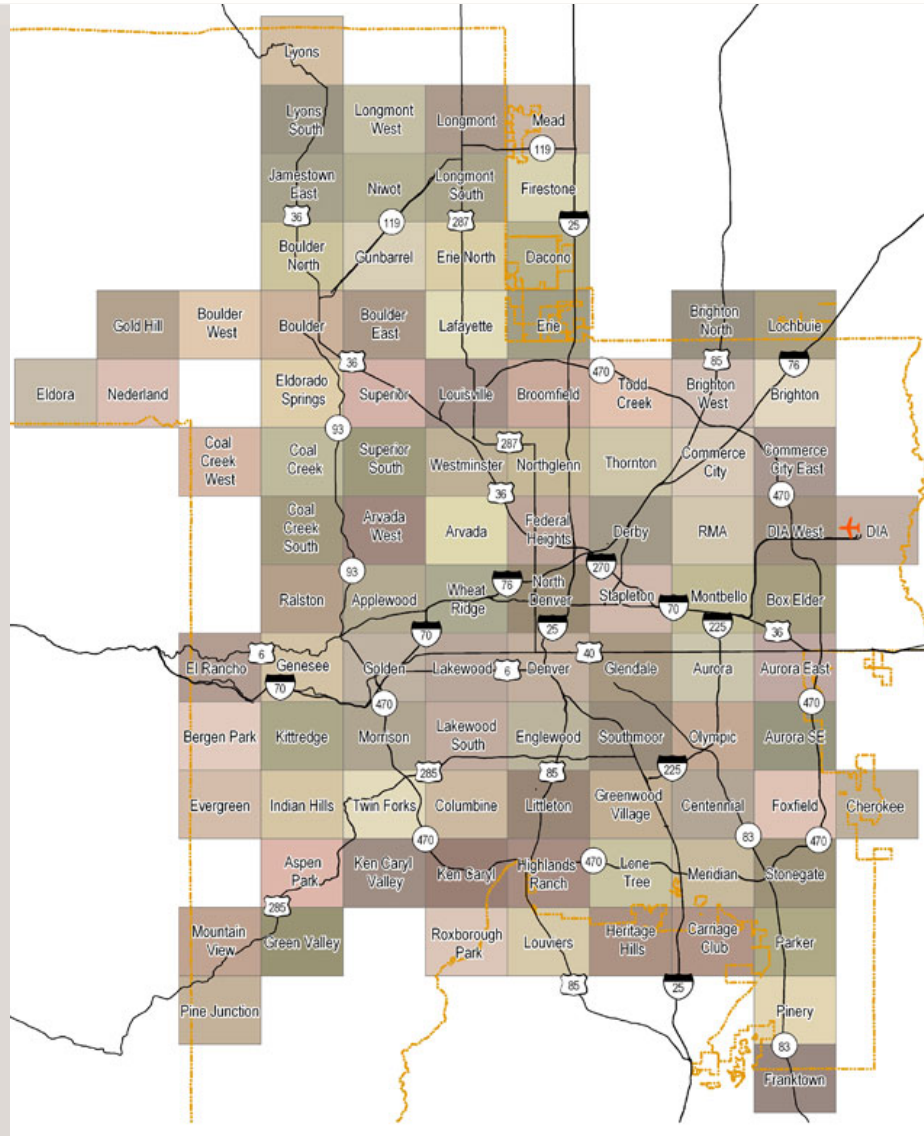 Lyons
Lyons
South
Longmont
West
Longmont
Mead
119
Jamestown
East
Niwot
Longmont
South
Firestone
36
119
287
25
Boulder
North
Gunbarrel
Erie North
Dacono
Gold Hill
Boulder
West
Boulder
Boulder
East
Lafayette
Erie
Brighton
North
Lochbuie
36
470
85
76
Eldora
Nederland
Eldorado
Springs
Superior
Louisville
Broomfield
Todd
Creek
Brighton
West
Brighton
93
287
Coal
Creek
West
Coal
Creek
Superior
South
Westminster
Northglenn
Thornton
Commerce
City
Commerce
City East
36
470
Coal
Creek
South
Arvada
West
Arvada
Federal
Heights
Derby
RMA
DIA West
DIA
93
76
270
Ralston
Applewood
Wheat
Ridge
North
Denver
Stapleton
Montbello
Box Elder
70
25
70
225
36
6
40
El Rancho
Genesee
Golden
Lakewood
6
Denver
Glendale
Aurora
Aurora East
70
470
470
Bergen Park
Kittredge
Morrison
Lakewood
South
Englewood
Southmoor
Olympic
Aurora SE
285
85
225
Evergreen
Indian Hills
Twin Forks
Columbine
Littleton
Greenwood
Village
Centennial
Foxfield
Cherokee
470
83
470
Aspen
Park
Ken Caryl
Valley
Ken Caryl
Highlands
Ranch
470
Lone
Tree
Meridian
Stonegate
285
Mountain
View
Green Valley
Roxborough
Park
Louviers
Heritage
Hills
Carriage
Club
Parker
85
25
Pine Junction
Pinery
83
Franktown